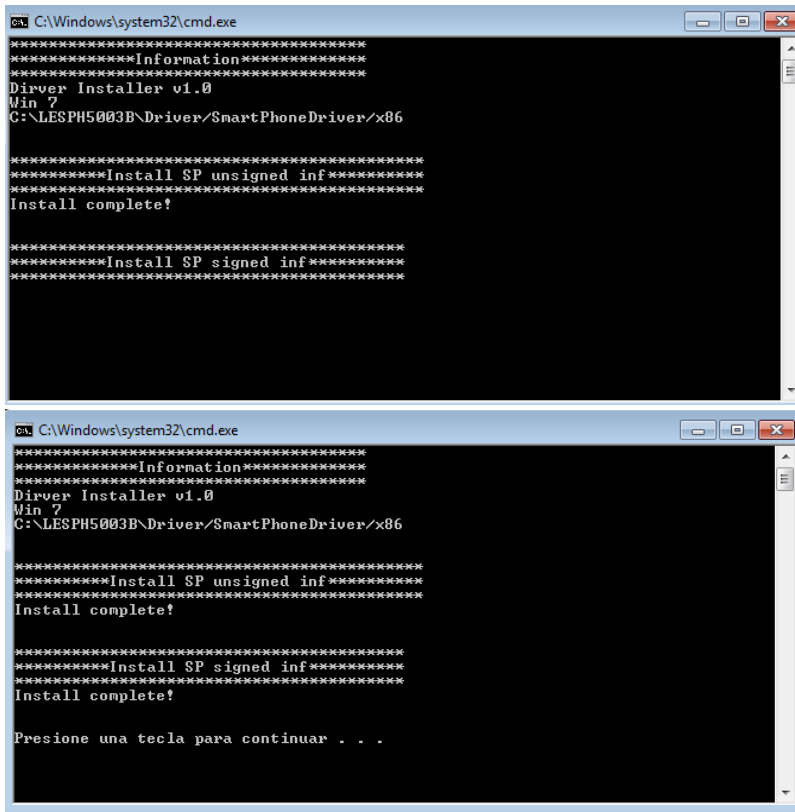 C:\Windows\system32\cmd.exe
*************************************
*************Information*************
*************************************
Dirver Installer v1.0
Win 7
C:\LESPH5003B\Driver/SmartPhoneDriver/x86
*******************************************
**********Install SP unsigned inf**********
*******************************************
Install complete!
*****************************************
**********Install SP signed inf**********
*****************************************
C:\Windows\system32\cmd.exe
*************************************
*************Information*************
*************************************
Dirver Installer v1.0
Win 7
C:\LESPH5003B\Driver/SmartPhoneDriver/x86
*******************************************
**********Install SP unsigned inf**********
*******************************************
Install complete!
*****************************************
**********Install SP signed inf**********
*****************************************
Install complete!
Presione una tecla para continuar . . .